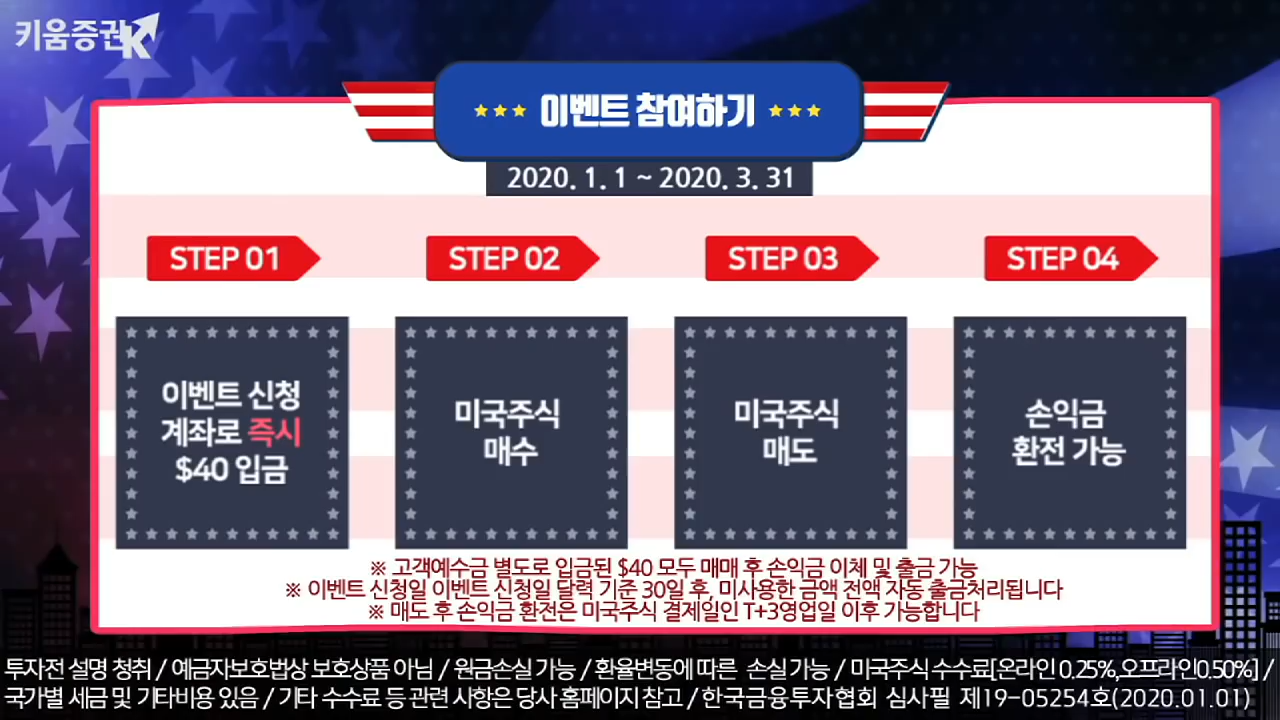 키움증권
이벤트 참여하기
2020. 1. 1 ~ 2020. 3. 31
STEP 01
이벤트 신청
계좌로 즉시
$40 입금
STEP 02
미국주식
매수
STEP 03
미국주식
매도
STEP 04
손익금
환전 가능
※ 고객예수금 별도로 입금된 $40 모두 매매 후 손익금 이체 및 출금 가능
※ 이벤트 신청일 이벤트 신청일 달력 기준 30일 후, 미사용한 금액 전액 자동 출금처리됩니다
※ 매도 후 손익금 환전은 미국주식 결제일인 T+3영업일 이후 가능합니다
투자전 설명 청취 / 예금자보호법상 보호상품 아님 / 원금손실 가능 / 환율변동에 따른 손실 가능 / 미국주식 수수료[온라인 0.25%,오프라인0.50%] /
국가별 세금 및 기타비용 있음 / 기타 수수료 등 관련 사항은 당사 홈페이지 참고 / 한국금융투자협회 심사필 제19-05254호(2020.01.01)